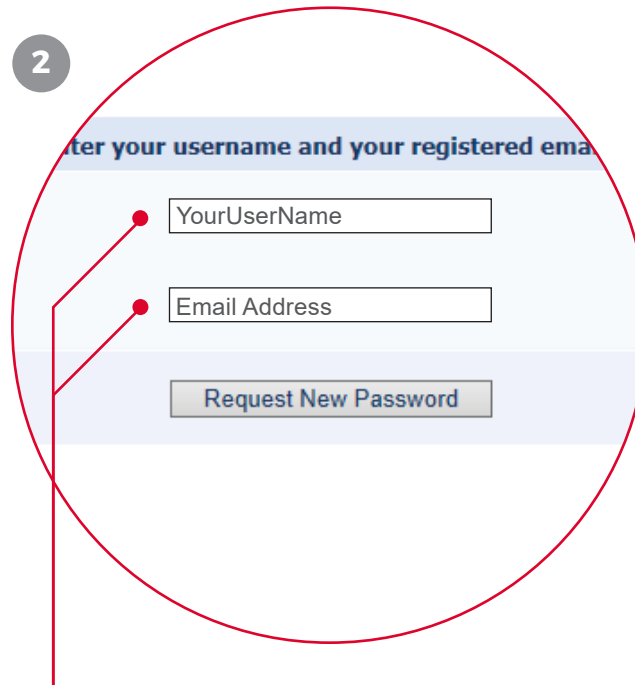 2
ter your username and your registered ema
YourUserName
Email Address
Request New Password